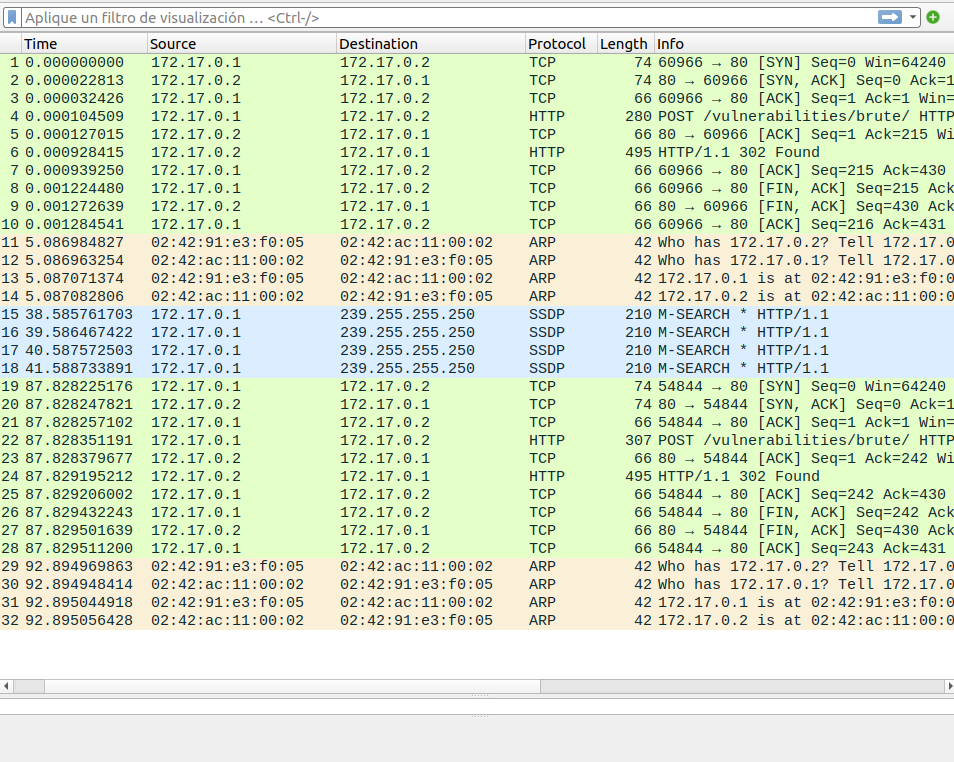 Aplique un filtro de visualización … <Ctrl-/>
Time Source Destination Protocol Length Info
1 0.000000000 172.17.0.1 172.17.0.2 TCP 74 60966 → 80 [SYN] Seq=0 Win=64240
2 0.000022813 172.17.0.2 172.17.0.1 TCP 74 80 → 60966 [SYN, ACK] Seq=0 Ack=1
3 0.000032426 172.17.0.1 172.17.0.2 TCP 66 60966 → 80 [ACK] Seq=1 Ack=1 Win=
4 0.000104509 172.17.0.1 172.17.0.2 HTTP 280 POST /vulnerabilities/brute/ HTTP
5 0.000127015 172.17.0.2 172.17.0.1 TCP 66 80 → 60966 [ACK] Seq=1 Ack=215 Wi
6 0.000928415 172.17.0.2 172.17.0.1 HTTP 495 HTTP/1.1 302 Found
7 0.000939250 172.17.0.1 172.17.0.2 TCP 66 60966 → 80 [ACK] Seq=215 Ack=430
8 0.001224480 172.17.0.1 172.17.0.2 TCP 66 60966 → 80 [FIN, ACK] Seq=215 Ack
9 0.001272639 172.17.0.2 172.17.0.1 TCP 66 80 → 60966 [FIN, ACK] Seq=430 Ack
10 0.001284541 172.17.0.1 172.17.0.2 TCP 66 60966 → 80 [ACK] Seq=216 Ack=431
11 5.086984827 02:42:91:e3:f0:05 02:42:ac:11:00:02 ARP 42 Who has 172.17.0.2? Tell 172.17.0
12 5.086963254 02:42:ac:11:00:02 02:42:91:e3:f0:05 ARP 42 Who has 172.17.0.1? Tell 172.17.0
13 5.087071374 02:42:91:e3:f0:05 02:42:ac:11:00:02 ARP 42 172.17.0.1 is at 02:42:91:e3:f0:0
14 5.087082806 02:42:ac:11:00:02 02:42:91:e3:f0:05 ARP 42 172.17.0.2 is at 02:42:ac:11:00:0
15 38.585761703 172.17.0.1 239.255.255.250 SSDP 210 M-SEARCH * HTTP/1.1
16 39.586467422 172.17.0.1 239.255.255.250 SSDP 210 M-SEARCH * HTTP/1.1
17 40.587572503 172.17.0.1 239.255.255.250 SSDP 210 M-SEARCH * HTTP/1.1
18 41.588733891 172.17.0.1 239.255.255.250 SSDP 210 M-SEARCH * HTTP/1.1
19 87.828225176 172.17.0.1 172.17.0.2 TCP 74 54844 → 80 [SYN] Seq=0 Win=64240
20 87.828247821 172.17.0.2 172.17.0.1 TCP 74 80 → 54844 [SYN, ACK] Seq=0 Ack=1
21 87.828257102 172.17.0.1 172.17.0.2 TCP 66 54844 → 80 [ACK] Seq=1 Ack=1 Win=
22 87.828351191 172.17.0.1 172.17.0.2 HTTP 307 POST /vulnerabilities/brute/ HTTP
23 87.828379677 172.17.0.2 172.17.0.1 TCP 66 80 → 54844 [ACK] Seq=1 Ack=242 Wi
24 87.829195212 172.17.0.2 172.17.0.1 HTTP 495 HTTP/1.1 302 Found
25 87.829206002 172.17.0.1 172.17.0.2 TCP 66 54844 → 80 [ACK] Seq=242 Ack=430
26 87.829432243 172.17.0.1 172.17.0.2 TCP 66 54844 → 80 [FIN, ACK] Seq=242 Ack
27 87.829501639 172.17.0.2 172.17.0.1 TCP 66 80 → 54844 [FIN, ACK] Seq=430 Ack
28 87.829511200 172.17.0.1 172.17.0.2 TCP 66 54844 → 80 [ACK] Seq=243 Ack=431
29 92.894969863 02:42:91:e3:f0:05 02:42:ac:11:00:02 ARP 42 Who has 172.17.0.2? Tell 172.17.0
30 92.894948414 02:42:ac:11:00:02 02:42:91:e3:f0:05 ARP 42 Who has 172.17.0.1? Tell 172.17.0
31 92.895044918 02:42:91:e3:f0:05 02:42:ac:11:00:02 ARP 42 172.17.0.1 is at 02:42:91:e3:f0:0
32 92.895056428 02:42:ac:11:00:02 02:42:91:e3:f0:05 ARP 42 172.17.0.2 is at 02:42:ac:11:00:0